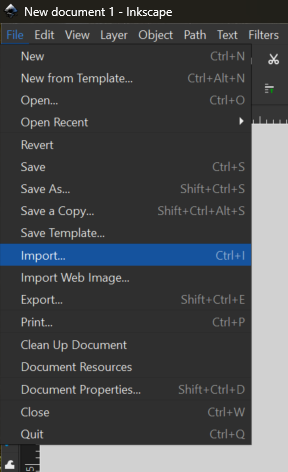 New document 1 - Inkscape
File Edit View Layer Object Path Text Filters
New Ctrl+N
New from Template... Ctrl+Alt+N
Open... Ctrl+O
Open Recent
Revert
Save Ctrl+S
Save As... Shift+Ctrl+S
Save a Copy... Shift+Ctrl+Alt+S
Save Template...
Import... Ctrl+I
Import Web Image...
Export... Shift+Ctrl+E
Print... Ctrl+P
Clean Up Document
Document Resources
Document Properties... Shift+Ctrl+D
Close Ctrl+W
Quit Ctrl+Q